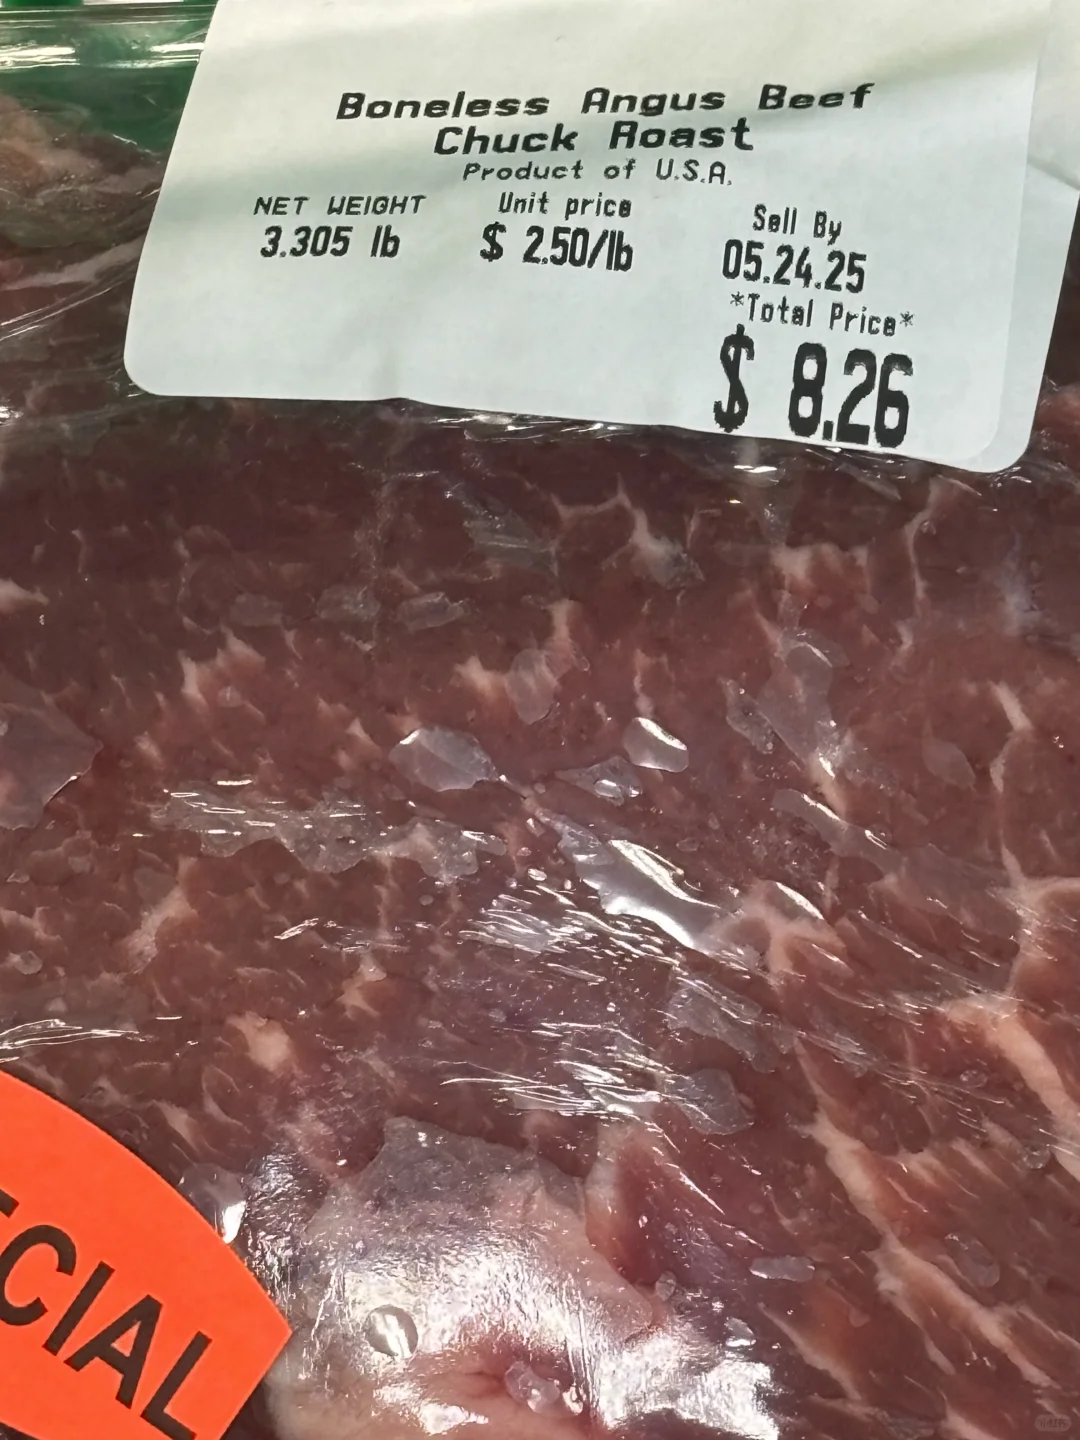 Boneless Angus Beef
Chuck Roast
Product of U.S.A.
NET WEIGHT Unit price Sell By
3.305 lb $ 2.50/lb 05.24.25
*Total Price*
$ 8.26
ECIAL